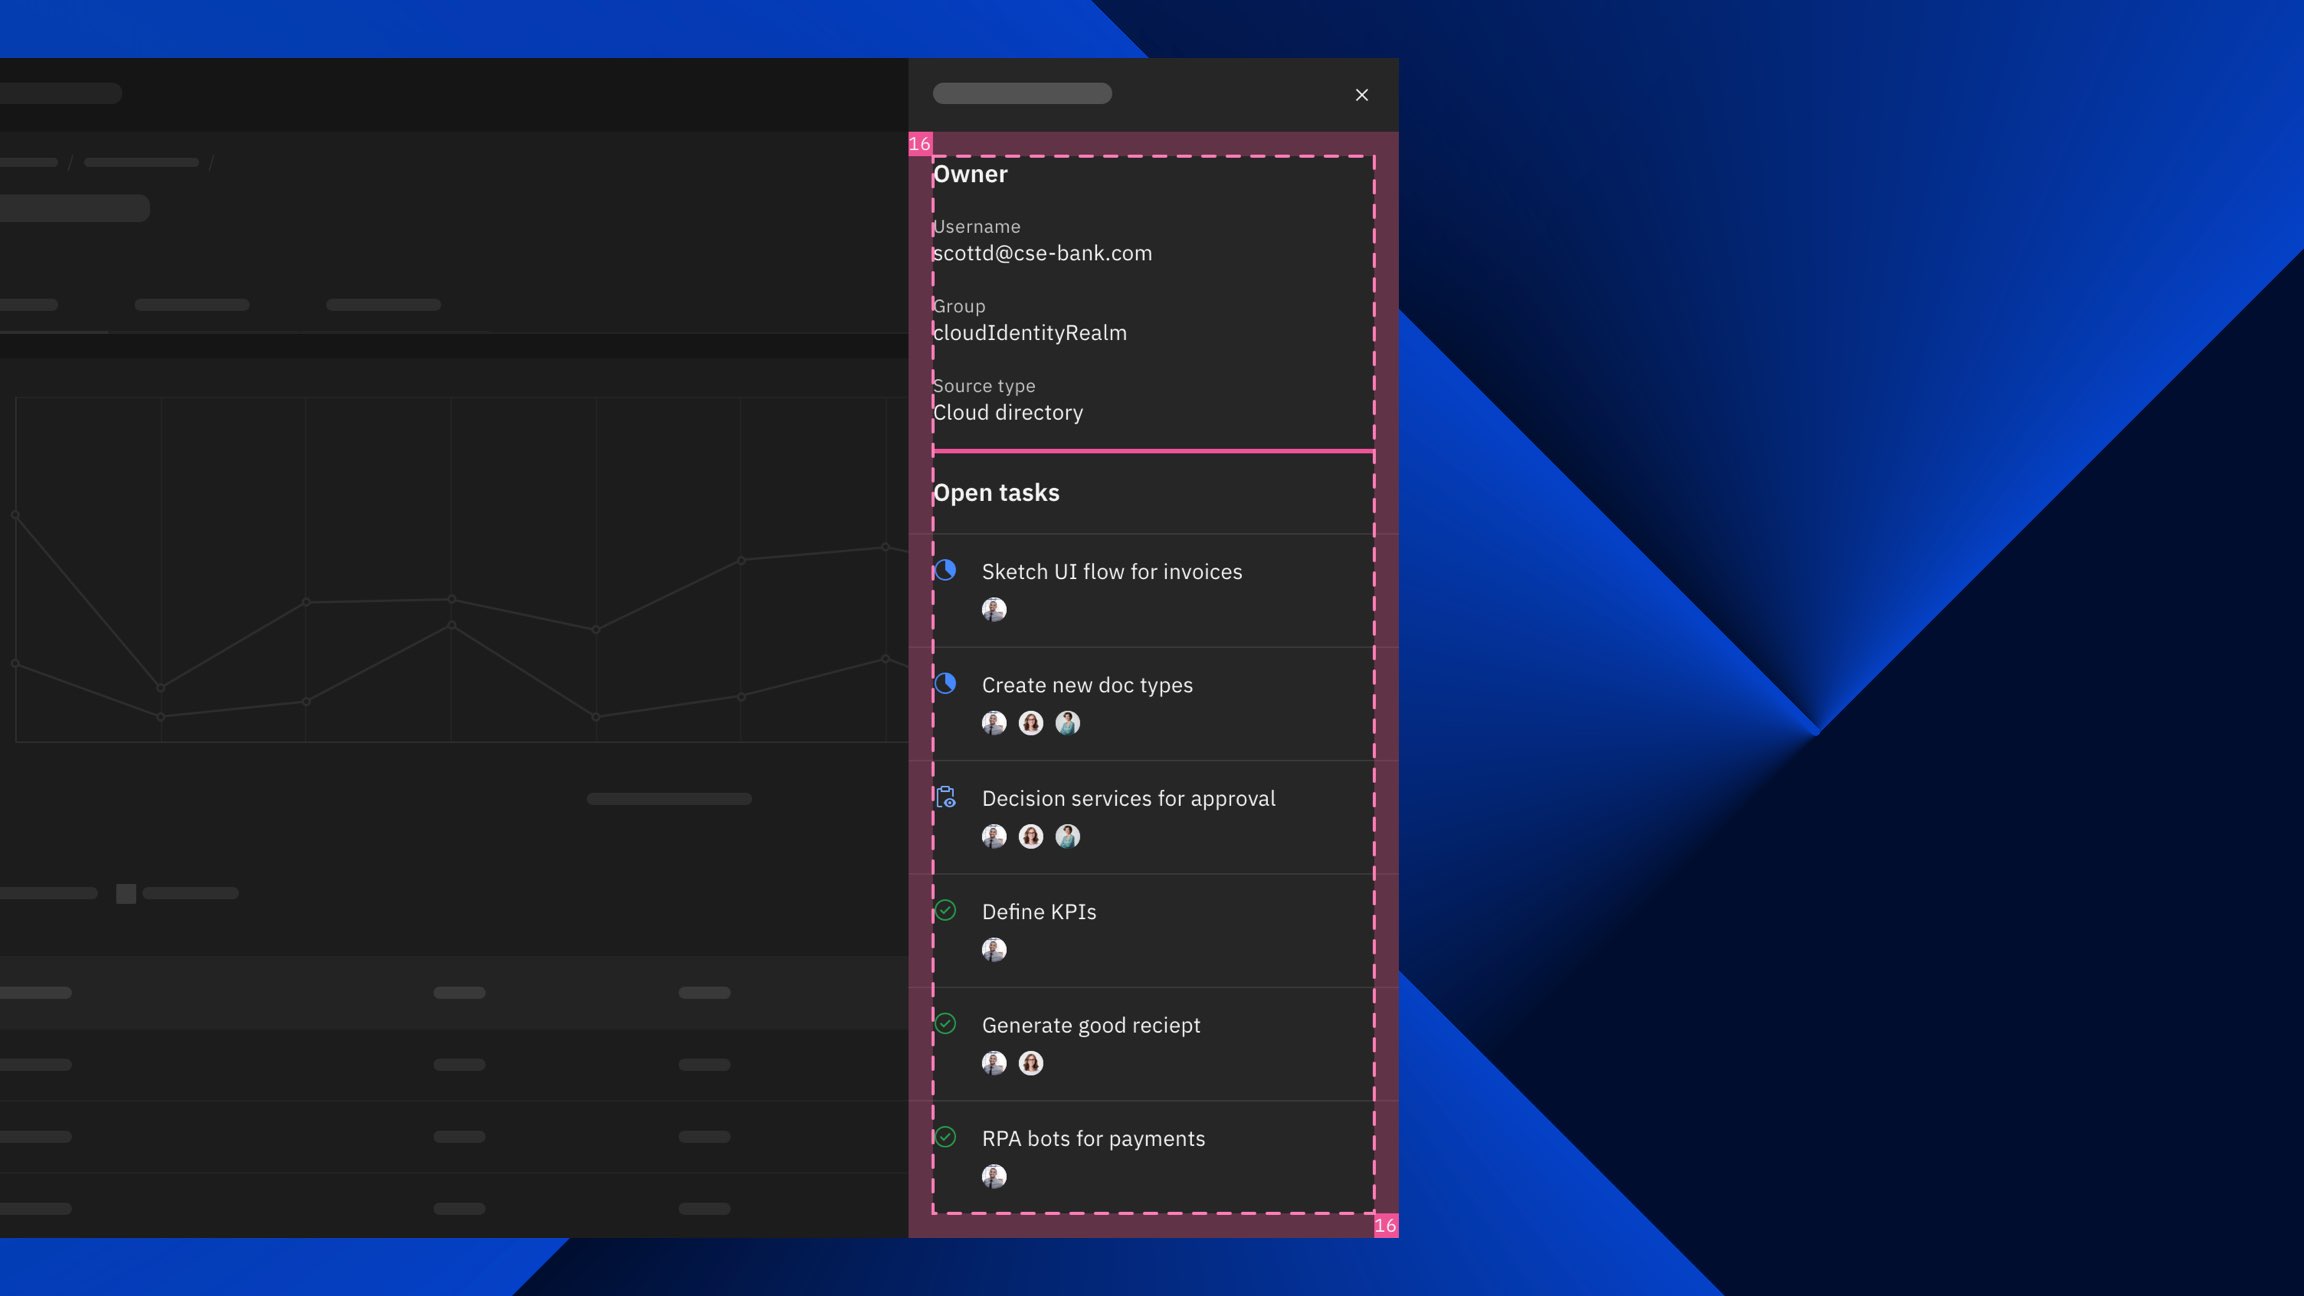 16
Owner
Username
scottd@cse-bank.com
Group
cloudIdentityRealm
Source type
Cloud directory
Open tasks
Sketch UI flow for invoices
Create new doc types
Decision services for approval
Define KPIs
Generate good reciept
RPA bots for payments
16